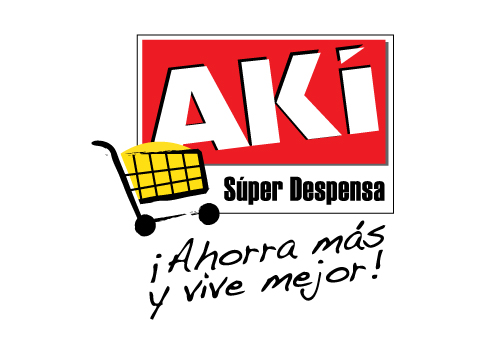 AKÍ
Súper Despensa
¡Ahorra más
y vive mejor!